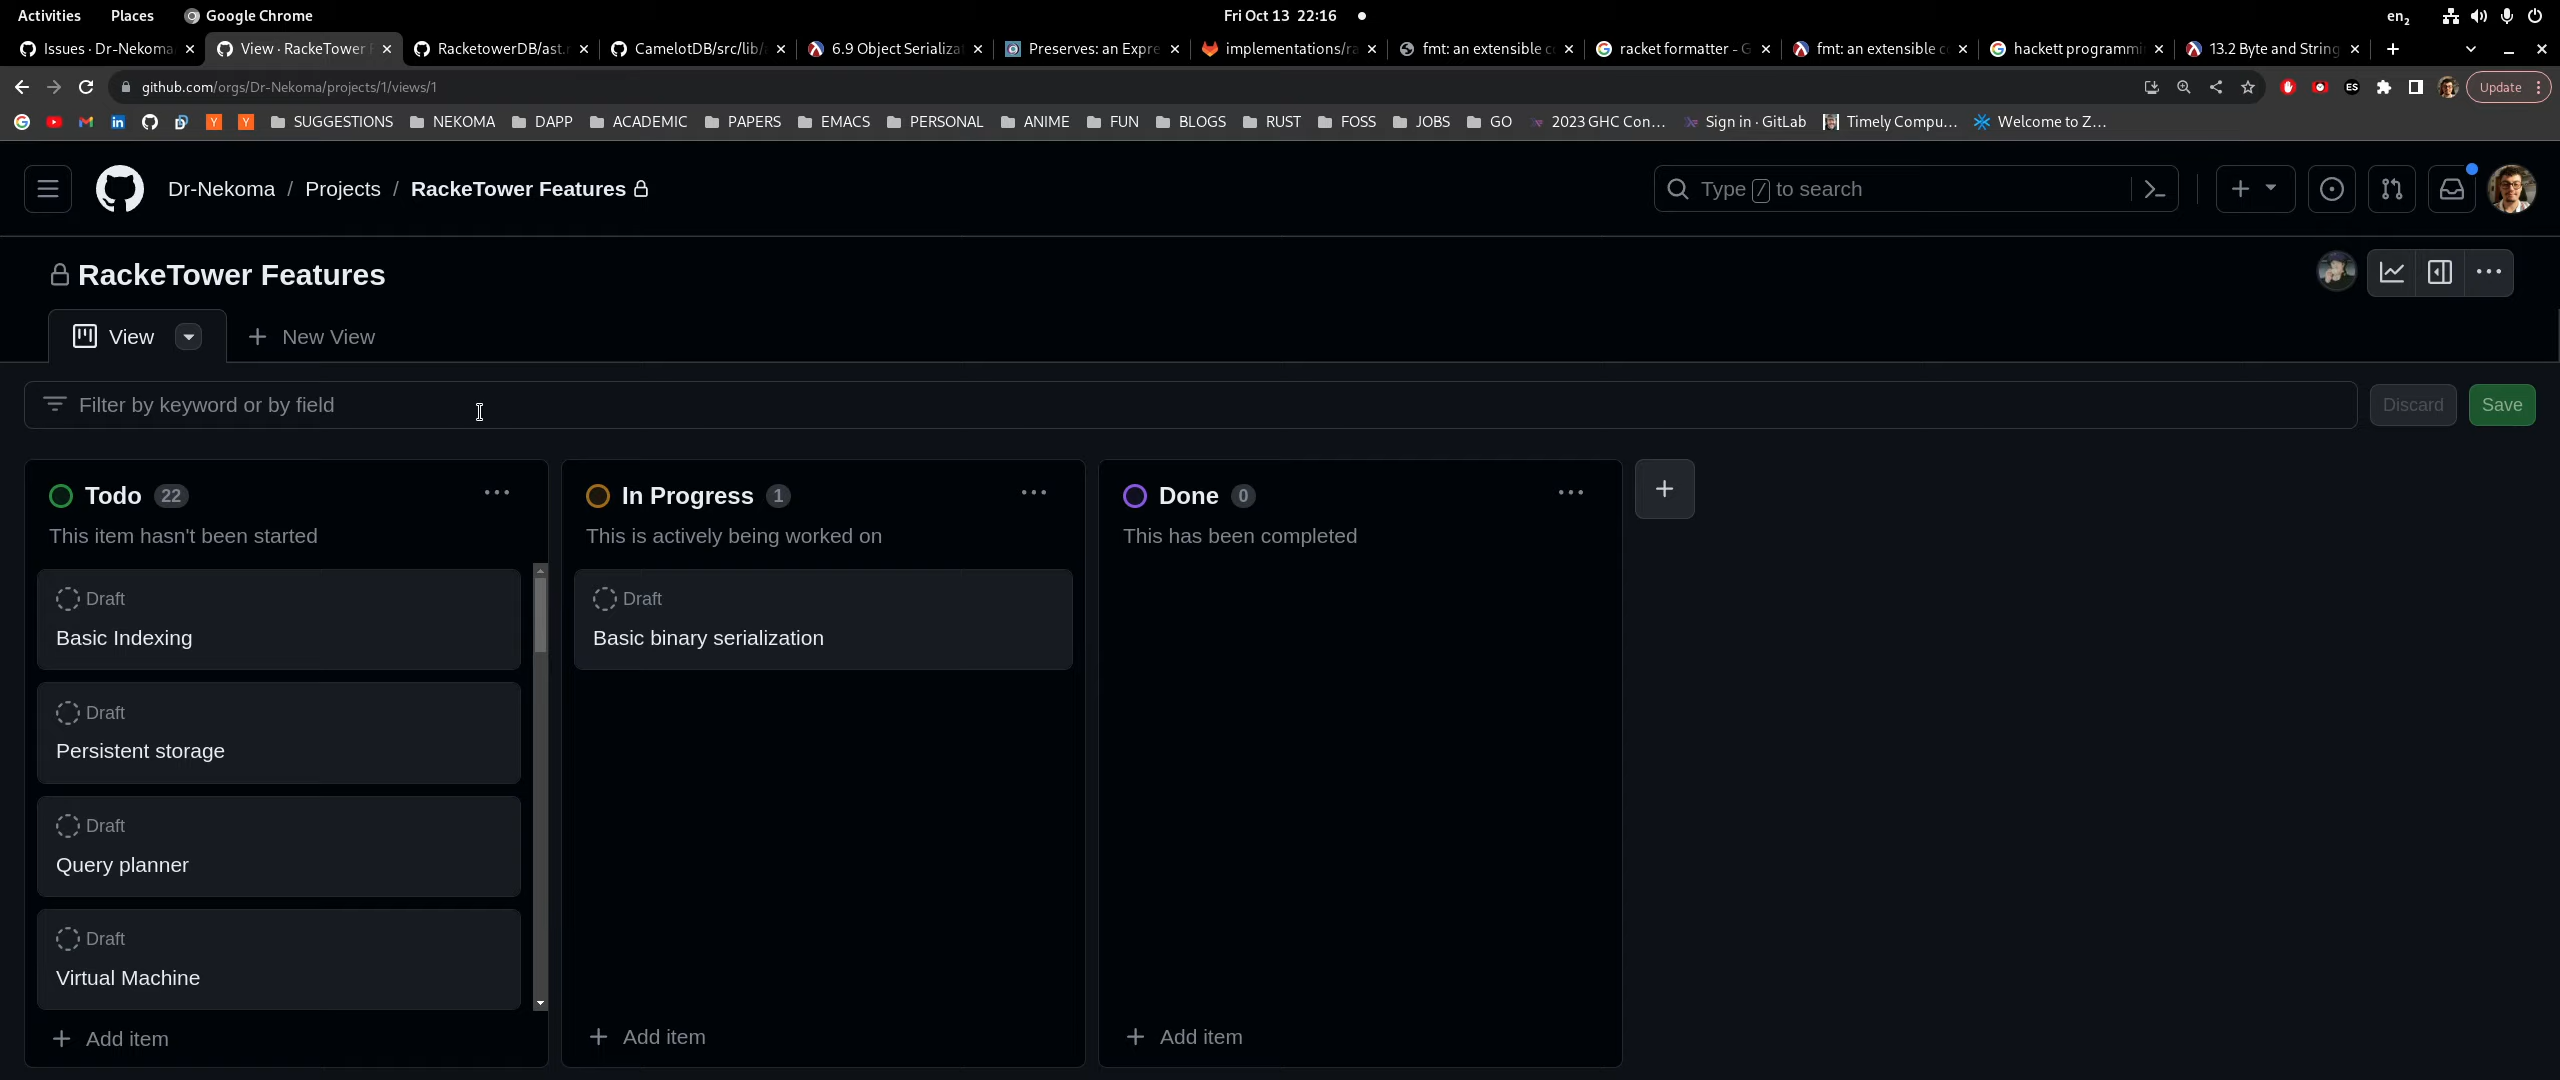 Activities Places Google Chrome Fri Oct 13 22:16 en2
Issues · Dr-Nekoma View · RackeTower F RacketowerDB/ast.r CamelotDB/src/lib/ 6.9 Object Serializat Preserves: an Expre implementations/ra fmt: an extensible c racket formatter - G fmt: an extensible c hackett programmi 13.2 Byte and String
github.com/orgs/Dr-Nekoma/projects/1/views/1 ES Update
SUGGESTIONS NEKOMA DAPP ACADEMIC PAPERS EMACS PERSONAL ANIME FUN BLOGS RUST FOSS JOBS GO 2023 GHC Con... Sign in · GitLab Timely Compu... Welcome to Z...
Dr-Nekoma / Projects / RackeTower Features Type / to search
RackeTower Features
View New View
Filter by keyword or by field Discard Save
Todo 22 In Progress 1 Done 0
This item hasn't been started This is actively being worked on This has been completed
Draft Draft
Basic Indexing Basic binary serialization
Draft
Persistent storage
Draft
Query planner
Draft
Virtual Machine
Add item Add item Add item